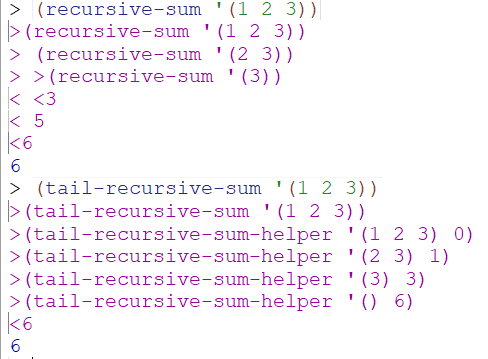 > (recursive-sum '(1 2 3))
>(recursive-sum '(1 2 3))
> (recursive-sum '(2 3))
> >(recursive-sum '(3))
< <3
< 5
<6
6
> (tail-recursive-sum '(1 2 3))
>(tail-recursive-sum '(1 2 3))
>(tail-recursive-sum-helper '(1 2 3) 0)
>(tail-recursive-sum-helper '(2 3) 1)
>(tail-recursive-sum-helper '(3) 3)
>(tail-recursive-sum-helper '() 6)
<6
6